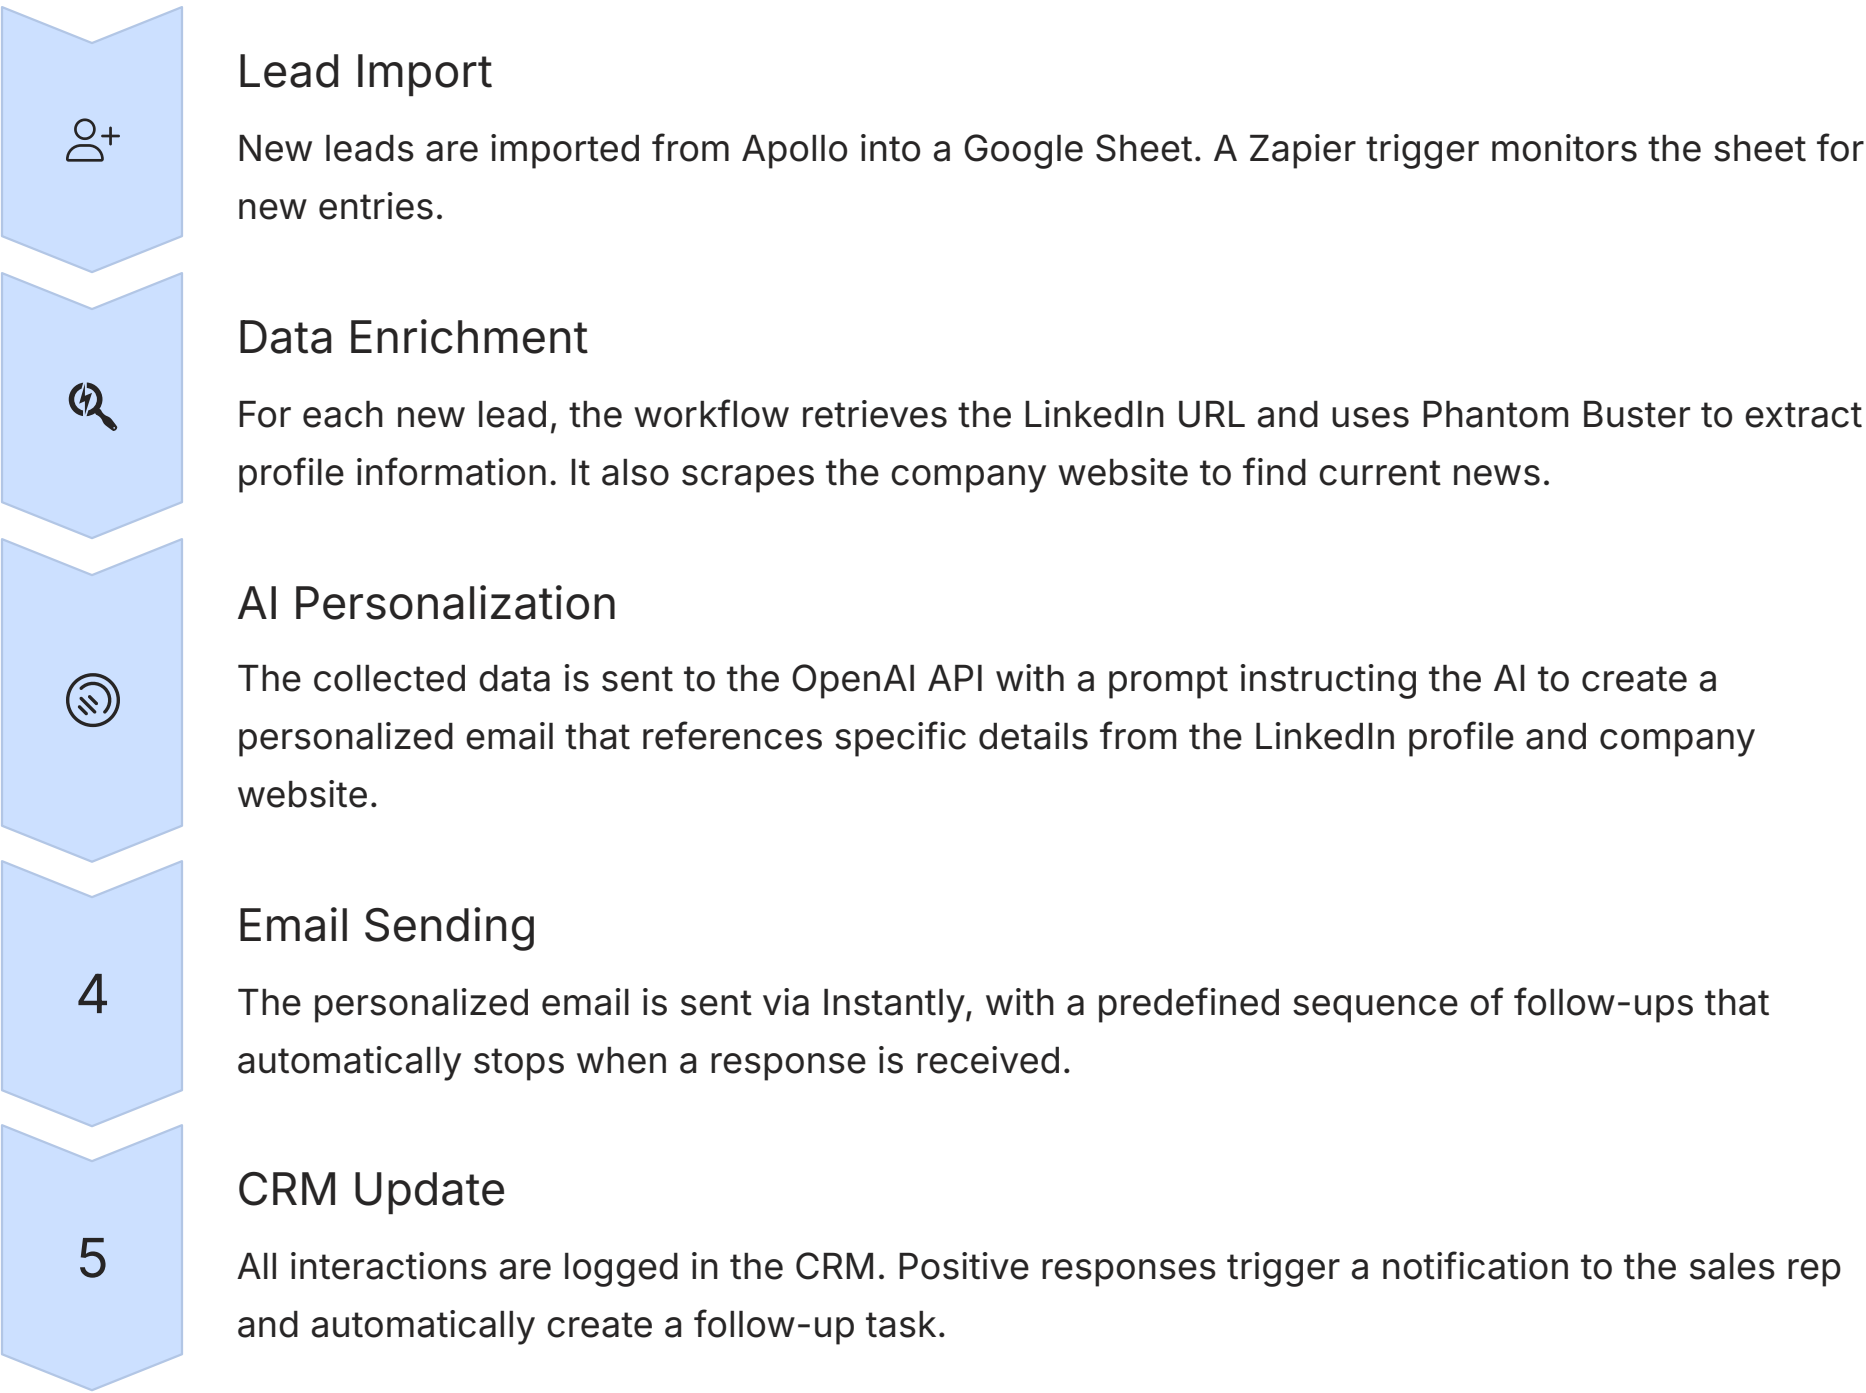 Lead Import
New leads are imported from Apollo into a Google Sheet. A Zapier trigger monitors the sheet for
new entries.
Data Enrichment
For each new lead, the workflow retrieves the LinkedIn URL and uses Phantom Buster to extract
profile information. It also scrapes the company website to find current news.
AI Personalization
The collected data is sent to the OpenAI API with a prompt instructing the AI to create a
personalized email that references specific details from the LinkedIn profile and company
website.
4
Email Sending
The personalized email is sent via Instantly, with a predefined sequence of follow-ups that
automatically stops when a response is received.
5
CRM Update
All interactions are logged in the CRM. Positive responses trigger a notification to the sales rep
and automatically create a follow-up task.